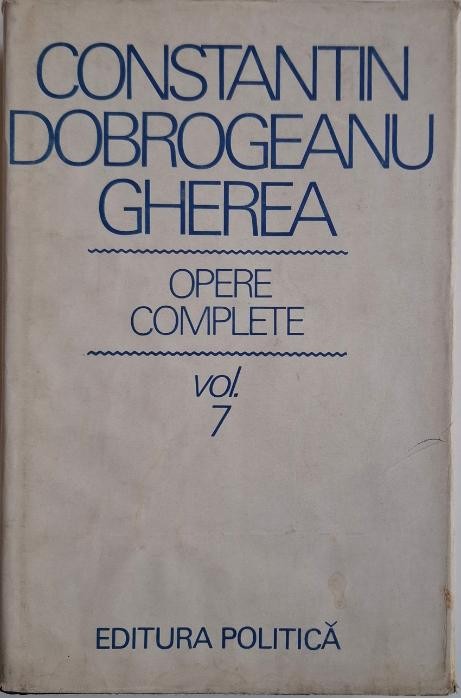 CONSTANTIN
DOBROGEANU
GHEREA
OPERE
COMPLETE
vol.
7
EDITURA POLITICĂ